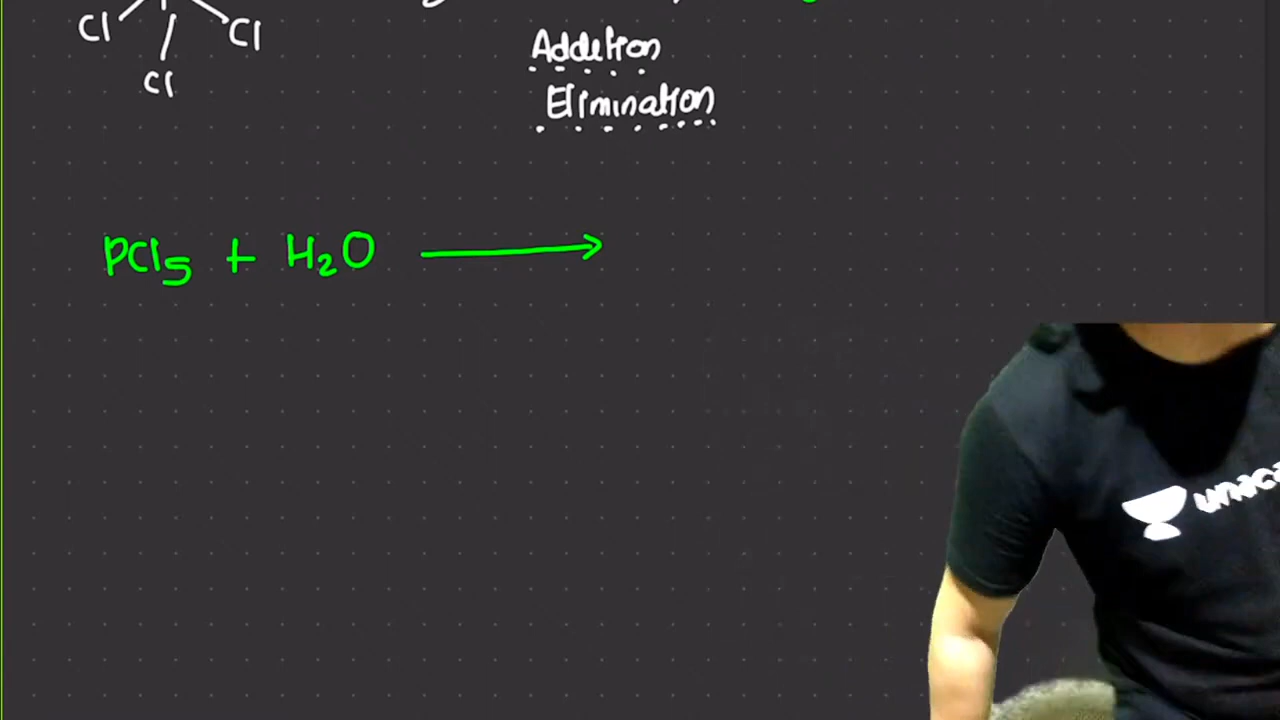 Cl Cl
Cl
Addition
Elimination
PCl₅ + H₂O ⟶